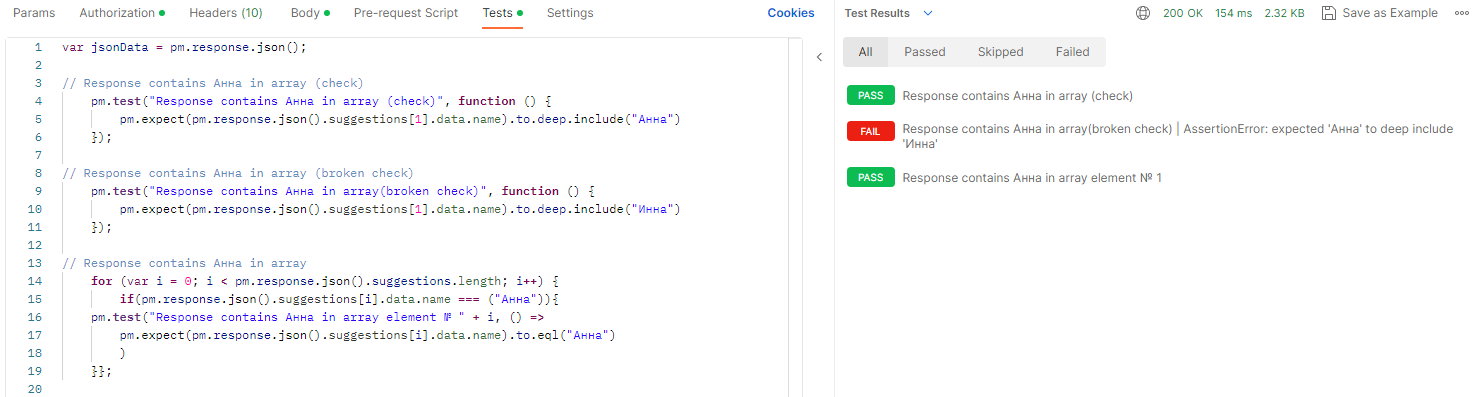 Params Authorization Headers (10) Body Pre-request Script Tests Settings Cookies
Test Results 200 OK 154 ms 2.32 KB Save as Example
1 var jsonData = pm.response.json();
2
3 // Response contains Анна in array (check)
4 pm.test("Response contains Анна in array (check)", function () {
5 pm.expect(pm.response.json().suggestions[1].data.name).to.deep.include("Анна")
6 });
7
8 // Response contains Анна in array (broken check)
9 pm.test("Response contains Анна in array(broken check)", function () {
10 pm.expect(pm.response.json().suggestions[1].data.name).to.deep.include("Инна")
11 });
12
13 // Response contains Анна in array
14 for (var i = 0; i < pm.response.json().suggestions.length; i++) {
15 if(pm.response.json().suggestions[i].data.name === ("Анна")){
16 pm.test("Response contains Анна in array element № " + i, () =>
17 pm.expect(pm.response.json().suggestions[i].data.name).to.eql("Анна")
18 )
19 }};
20
All Passed Skipped Failed
PASS Response contains Анна in array (check)
FAIL Response contains Анна in array(broken check) | AssertionError: expected 'Анна' to deep include
'Инна'
PASS Response contains Анна in array element № 1